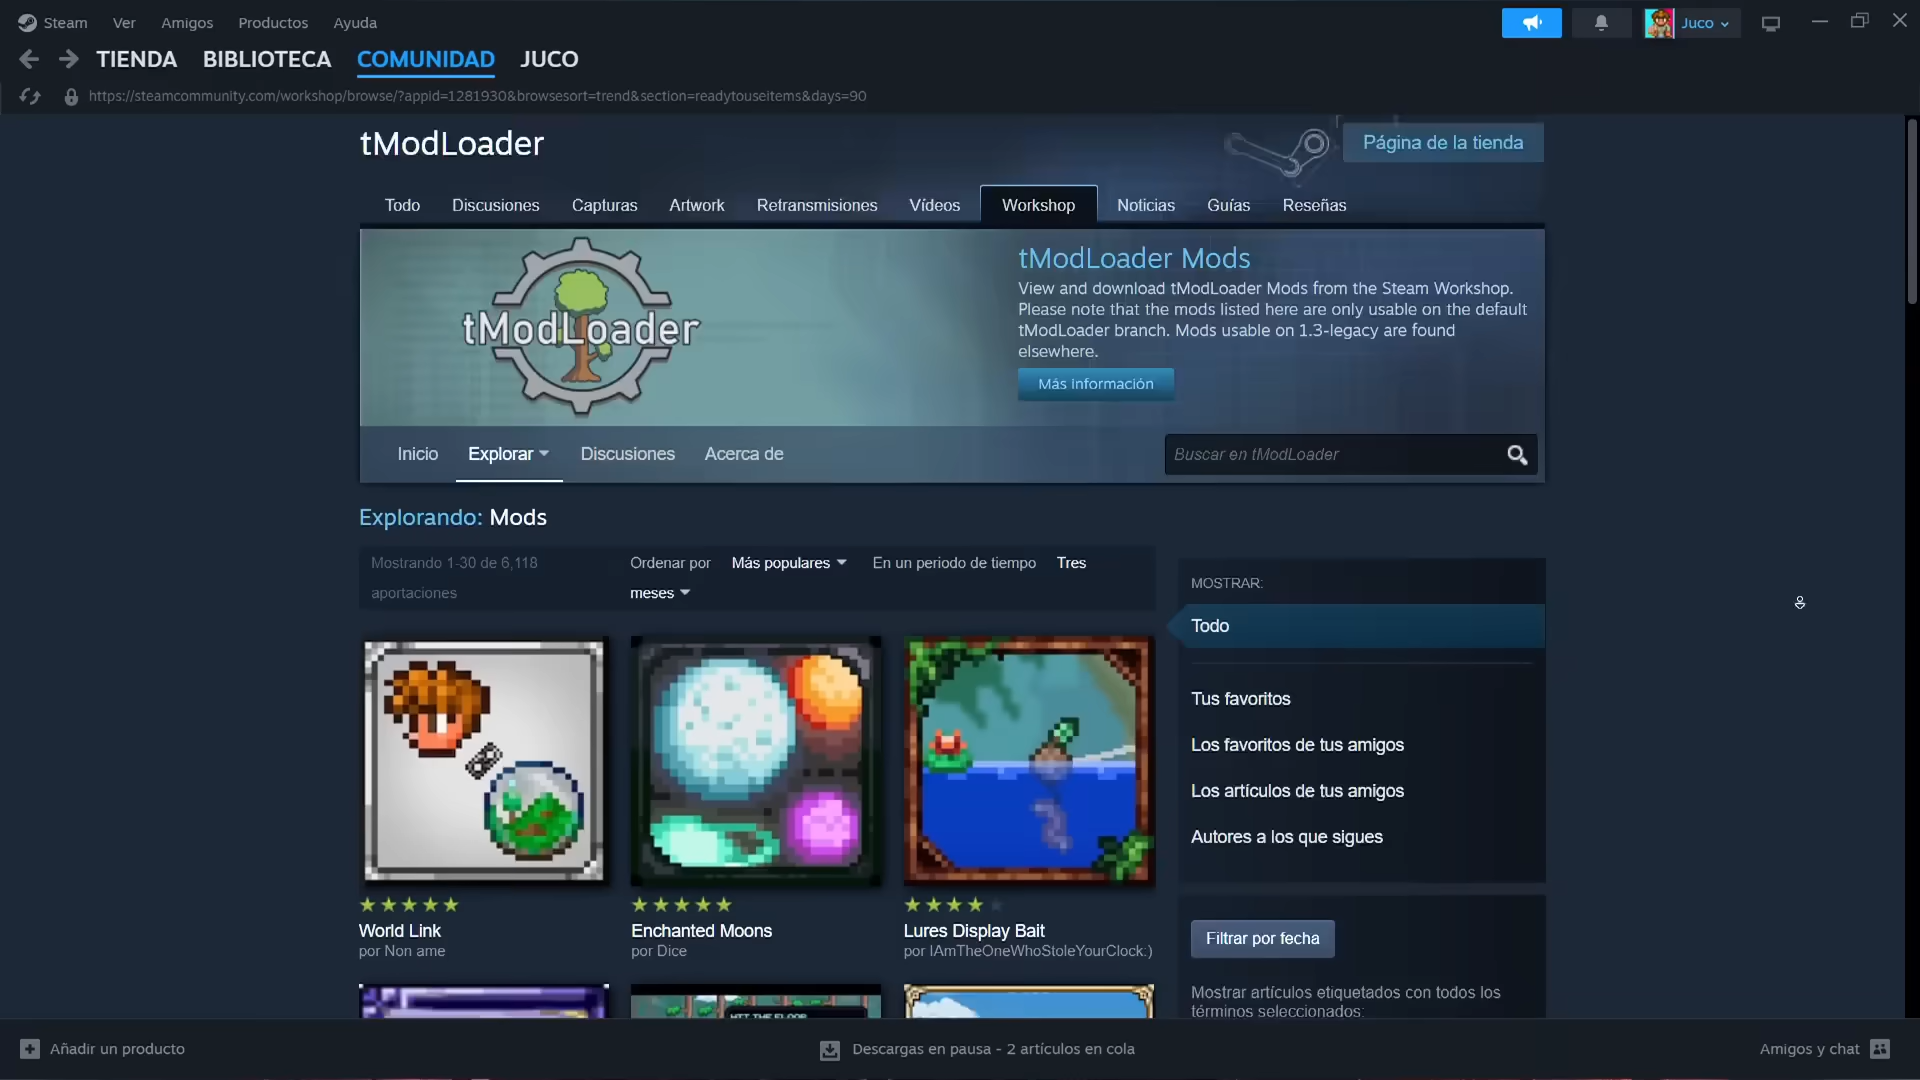 Steam Ver Amigos Productos Ayuda
Juco
TIENDA BIBLIOTECA COMUNIDAD JUCO
https://steamcommunity.com/workshop/browse/?appid=1281930&browsesort=trend&section=readytouseitems&days=90
tModLoader
Página de la tienda
Todo Discusiones Capturas Artwork Retransmisiones Vídeos Workshop Noticias Guías Reseñas
tModLoader
tModLoader Mods
View and download tModLoader Mods from the Steam Workshop.
Please note that the mods listed here are only usable on the default
tModLoader branch. Mods usable on 1.3-legacy are found
elsewhere.
Más información
Inicio Explorar Discusiones Acerca de
Buscar en tModLoader
Explorando: Mods
Mostrando 1-30 de 6,118
aportaciones
Ordenar por Más populares En un periodo de tiempo Tres
meses
MOSTRAR:
Todo
Tus favoritos
Los favoritos de tus amigos
Los artículos de tus amigos
Autores a los que sigues
World Link
por Non ame
Enchanted Moons
por Dice
Lures Display Bait
por IAmTheOneWhoStoleYourClock:)
Filtrar por fecha
Mostrar artículos etiquetados con todos los
términos seleccionados:
HIT THE FLOOR
Añadir un producto
Descargas en pausa - 2 artículos en cola
Amigos y chat